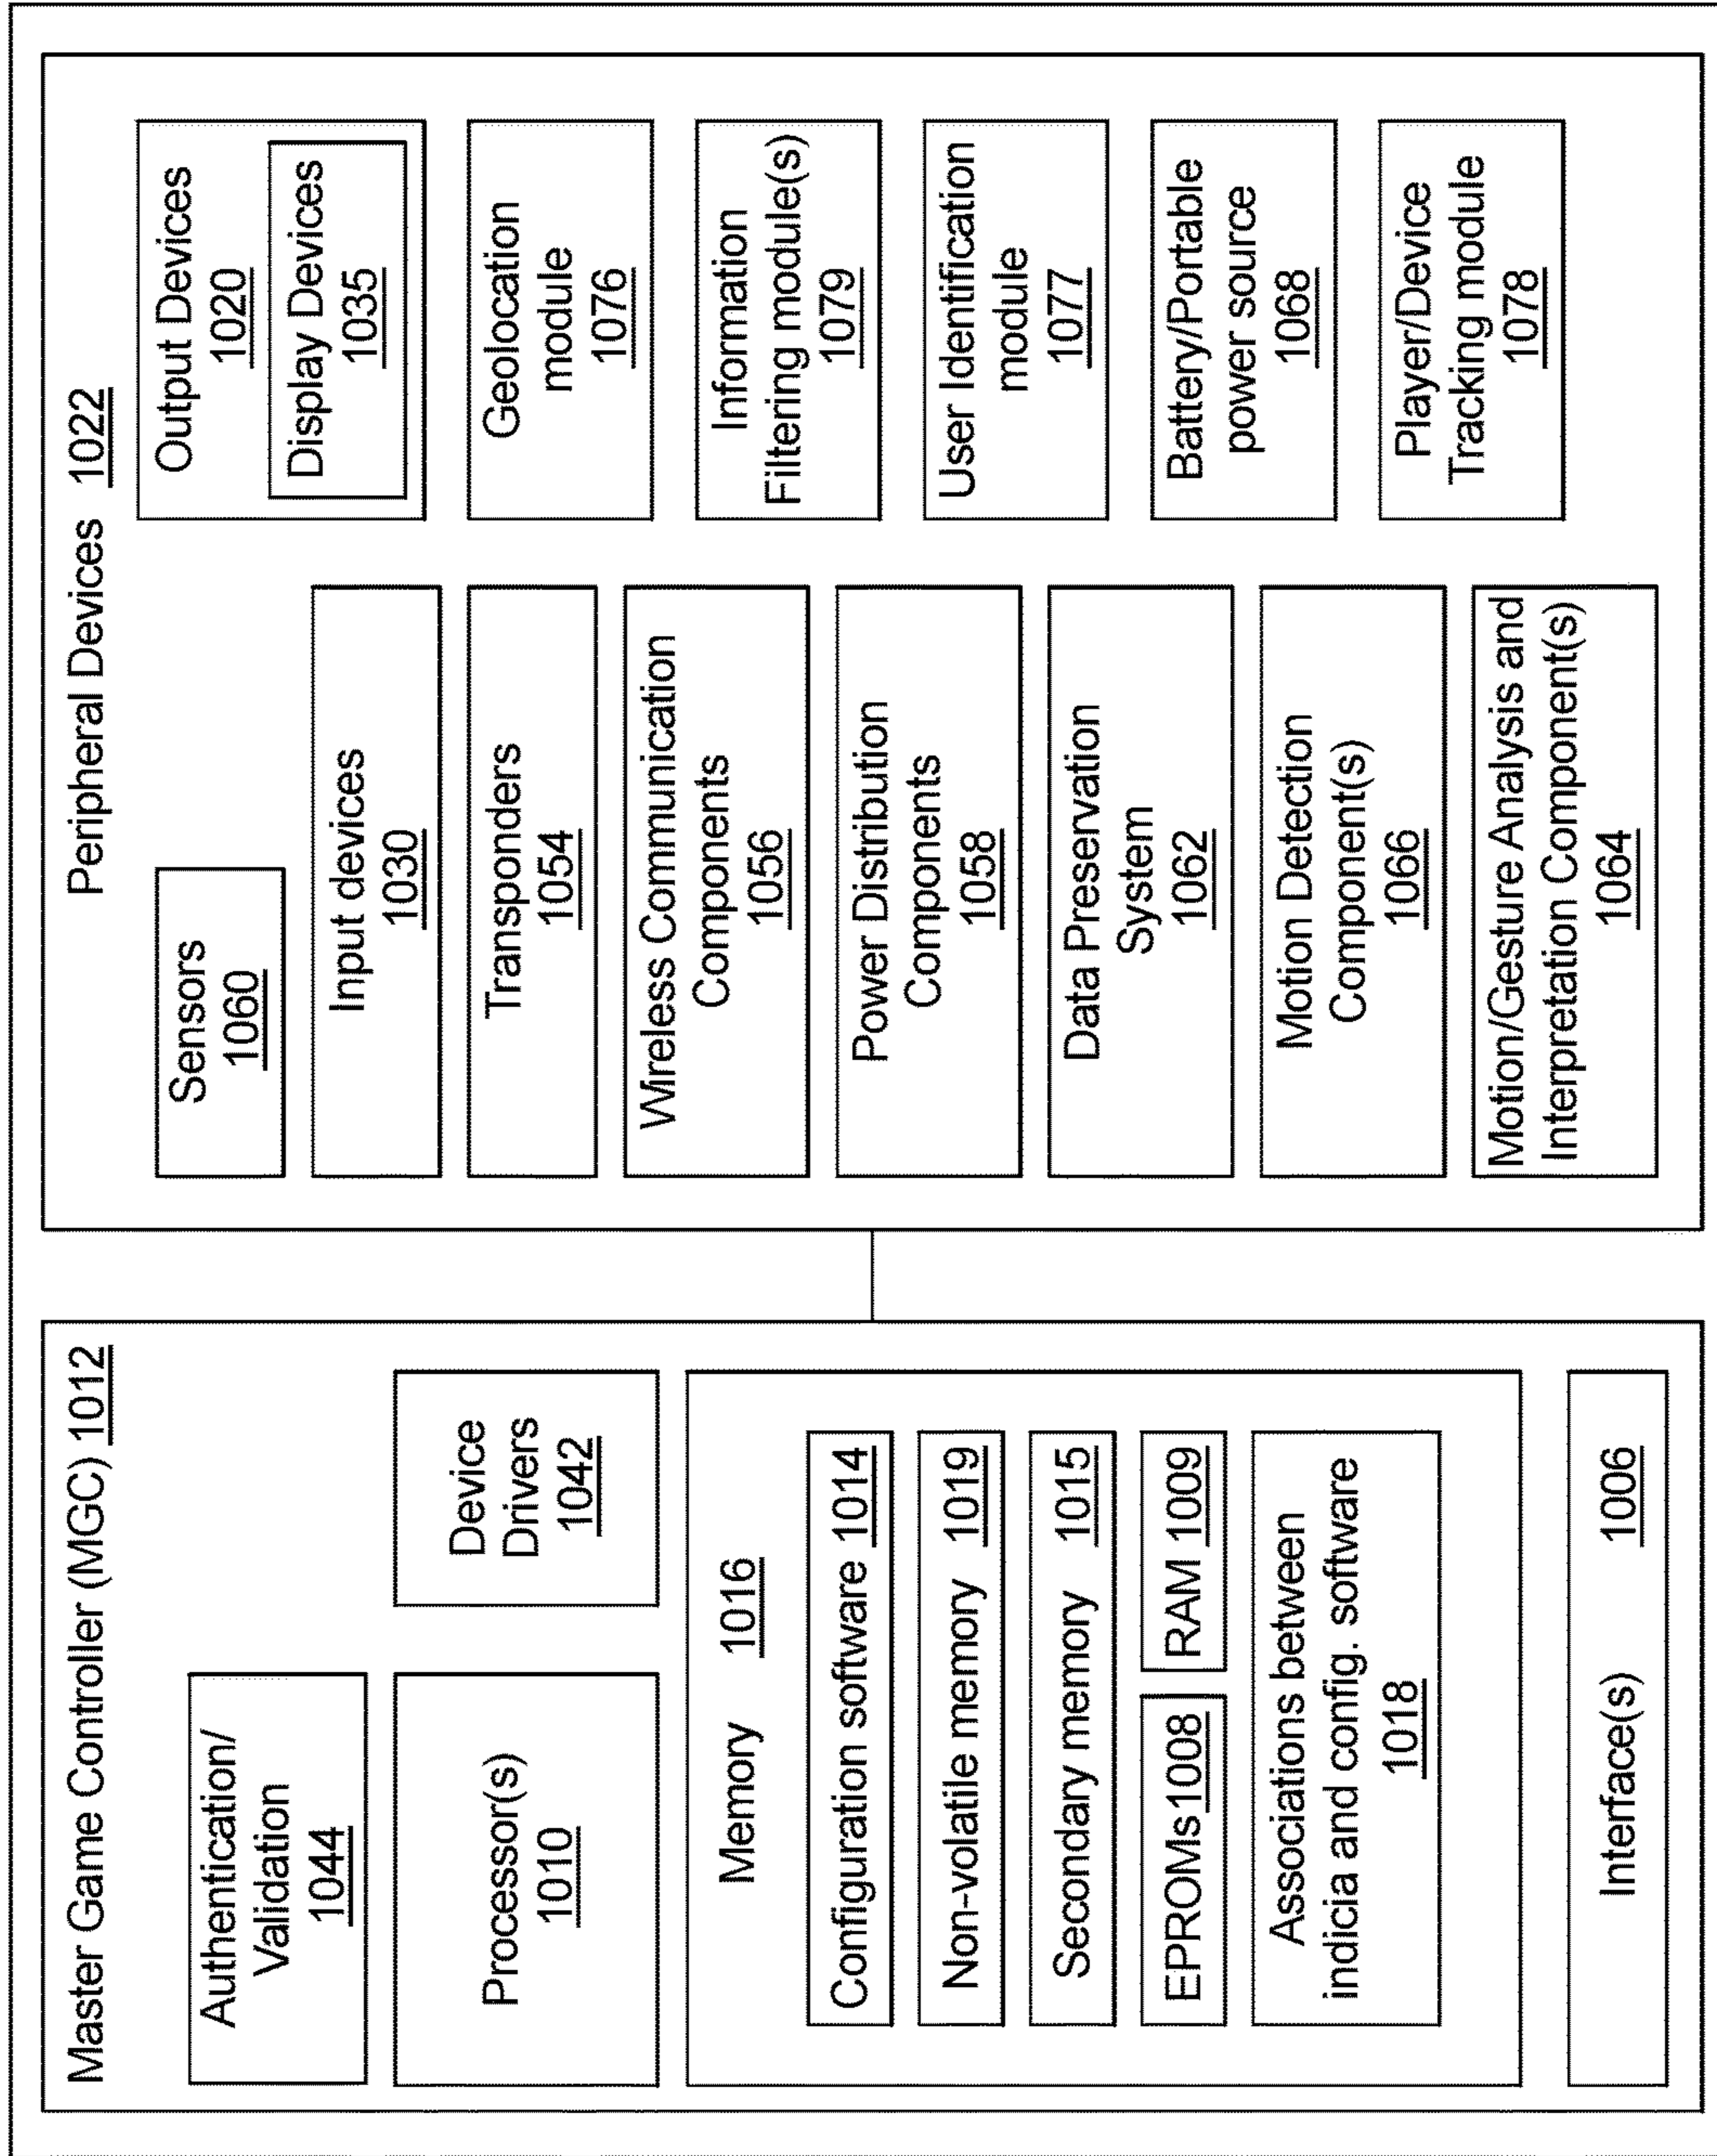 Master Game Controller (MGC) 1012
Authentication/
Validation
1044
Processor(s)
1010
Device
Drivers
1042
Memory 1016
Configuration software 1014
Non-volatile memory 1019
Secondary memory 1015
EPROMs1008
RAM 1009
Associations between
indicia and config. software
1018
Interface(s) 1006
Peripheral Devices 1022
Sensors
1060
Input devices
1030
Transponders
1054
Wireless Communication
Components
1056
Power Distribution
Components
1058
Data Preservation
System
1062
Motion Detection
Component(s)
1066
Motion/Gesture Analysis and
Interpretation Component(s)
1064
Output Devices
1020
Display Devices
1035
Geolocation
module
1076
Information
Filtering module(s)
1079
User Identification
module
1077
Battery/Portable
power source
1068
Player/Device
Tracking module
1078